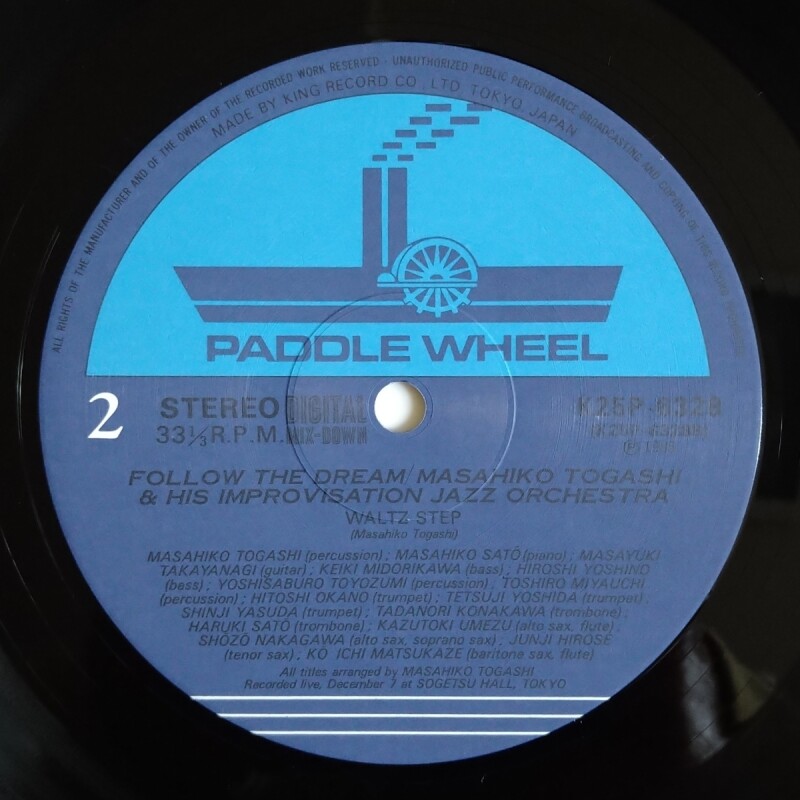 ALL RIGHTS OF THE MANUFACTURER AND OF THE OWNER OF THE RECORDED WORK RESERVED · UNAUTHORIZED PUBLIC PERFORMANCE BROADCASTING AND COPYING OF THIS RECORD
MADE BY KING RECORD CO., LTD. TOKYO, JAPAN
PADDLE WHEEL
2
STEREO DIGITAL
33⅓ R.P.M. MIX-DOWN
FOLLOW THE DREAM/MASAHIKO TOGASHI
& HIS IMPROVISATION JAZZ ORCHESTRA
WALTZ STEP
(Masahiko Togashi)
MASAHIKO TOGASHI (percussion) ; MASAHIKO SATŌ (piano) ; MASAYUKI
TAKAYANAGI (guitar) ; KEIKI MIDORIKAWA (bass) ; HIROSHI YOSHINO
(bass) ; YOSHISABURO TOYOZUMI (percussion) ; TOSHIRO MIYAUCHI
(percussion) ; HITOSHI OKANO (trumpet) ; TETSUJI YOSHIDA (trumpet) ;
SHINJI YASUDA (trumpet) ; TADANORI KONAKAWA (trombone) ;
HARUKI SATŌ (trombone) ; KAZUTOKI UMEZU (alto sax, flute) ;
SHŌZŌ NAKAGAWA (alto sax, soprano sax) ; JUNJI HIROSE
(tenor sax) ; KO ICHI MATSUKAZE (baritone sax, flute)
All titles arranged by MASAHIKO TOGASHI
Recorded live, December 7 at SOGETSU HALL, TOKYO